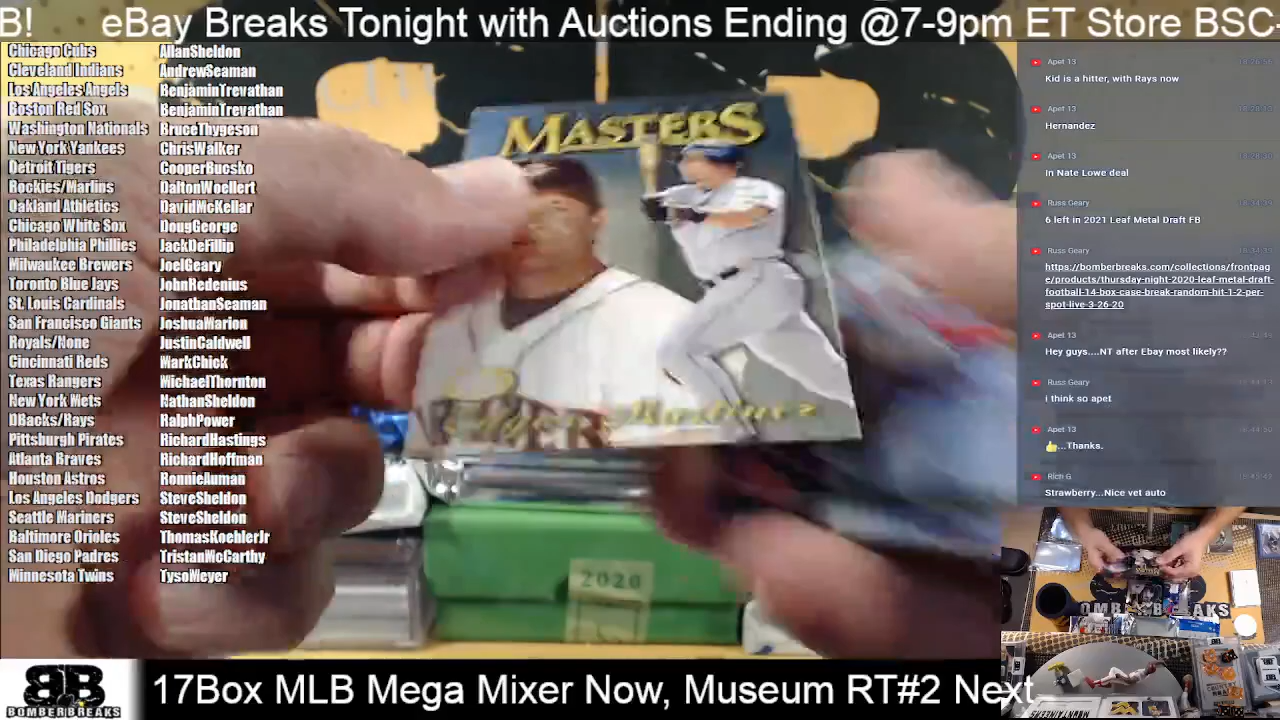 B! eBay Breaks Tonight with Auctions Ending @7-9pm ET Store BSC-
Chicago Cubs AllanSheldon
Cleveland Indians AndrewSeaman
Los Angeles Angels BenjaminTrevathan
Boston Red Sox BenjaminTrevathan
Washington Nationals BruceThygeson
New York Yankees ChrisWalker
Detroit Tigers CooperBucsko
Rockies/Marlins DaltonWoellert
Oakland Athletics DavidMcKellar
Chicago White Sox DougGeorge
Philadelphia Phillies JackDeFillip
Milwaukee Brewers JoelGeary
Toronto Blue Jays JohnRedenius
St. Louis Cardinals JonathanSeaman
San Francisco Giants JoshuaMarion
Royals/None JustinCaldwell
Cincinnati Reds MarkChick
Texas Rangers MichaelThornton
New York Mets NathanSheldon
DBacks/Rays RalphPower
Pittsburgh Pirates RichardHastings
Atlanta Braves RichardHoffman
Houston Astros RonnieAuman
Los Angeles Dodgers SteveSheldon
Seattle Mariners SteveSheldon
Baltimore Orioles ThomasKoehlerJr
San Diego Padres TristanMcCarthy
Minnesota Twins TysoMeyer
MASTERS
Edgar Martinez
2020
Apet 13
Kid is a hitter, with Rays now
Apet 13
Hernandez
Apet 13
In Nate Lowe deal
Russ Geary
6 left in 2021 Leaf Metal Draft FB
Russ Geary
https://bomberbreaks.com/collections/frontpag
e/products/thursday-night-2020-leaf-metal-draft-
football-14-box-case-break-random-hit-1-2-per-
spot-live-3-26-20
Apet 13
Hey guys....NT after Ebay most likely??
Russ Geary
i think so apet
Apet 13
👍...Thanks.
Rich G
Strawberry...Nice vet auto
BOMBER BREAKS
BB
BOMBER BREAKS
17Box MLB Mega Mixer Now, Museum RT#2 Next